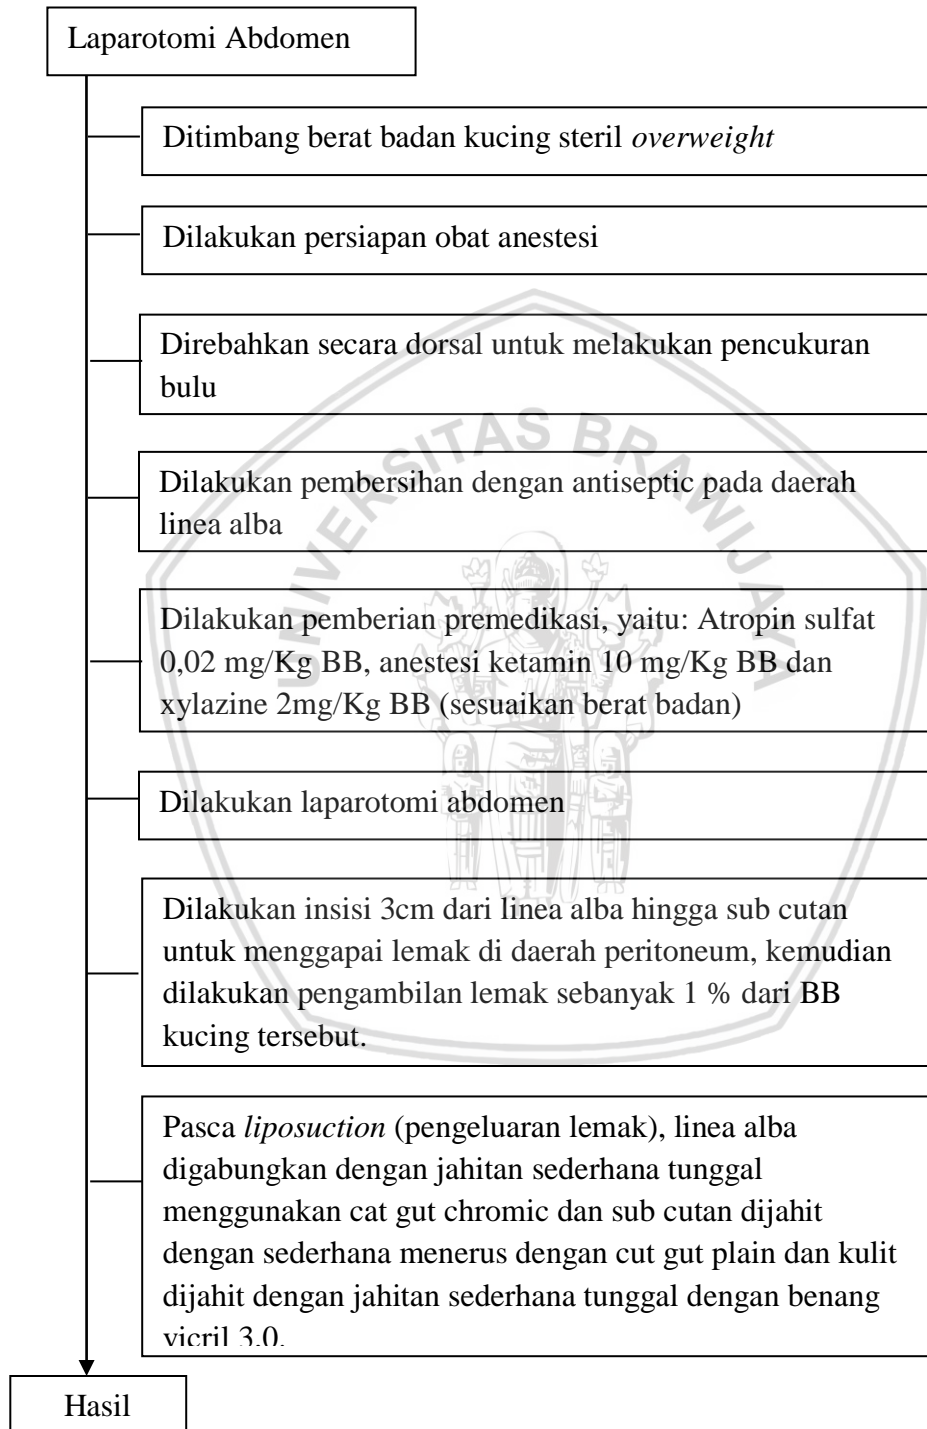 Laparotomi Abdomen
Ditimbang berat badan kucing steril overweight
Dilakukan persiapan obat anestesi
Direbahkan secara dorsal untuk melakukan pencukuran
bulu
Dilakukan pembersihan dengan antiseptic pada daerah
linea alba
Dilakukan pemberian premedikasi, yaitu: Atropin sulfat
0,02 mg/Kg BB, anestesi ketamin 10 mg/Kg BB dan
xylazine 2mg/Kg BB (sesuaikan berat badan)
Dilakukan laparotomi abdomen
Dilakukan insisi 3cm dari linea alba hingga sub cutan
untuk menggapai lemak di daerah peritoneum, kemudian
dilakukan pengambilan lemak sebanyak 1 % dari BB
kucing tersebut.
Pasca liposuction (pengeluaran lemak), linea alba
digabungkan dengan jahitan sederhana tunggal
menggunakan cat gut chromic dan sub cutan dijahit
dengan sederhana menerus dengan cut gut plain dan kulit
dijahit dengan jahitan sederhana tunggal dengan benang
vicril 3.0.
Hasil
UNIVERSITAS BRAWIJAYA